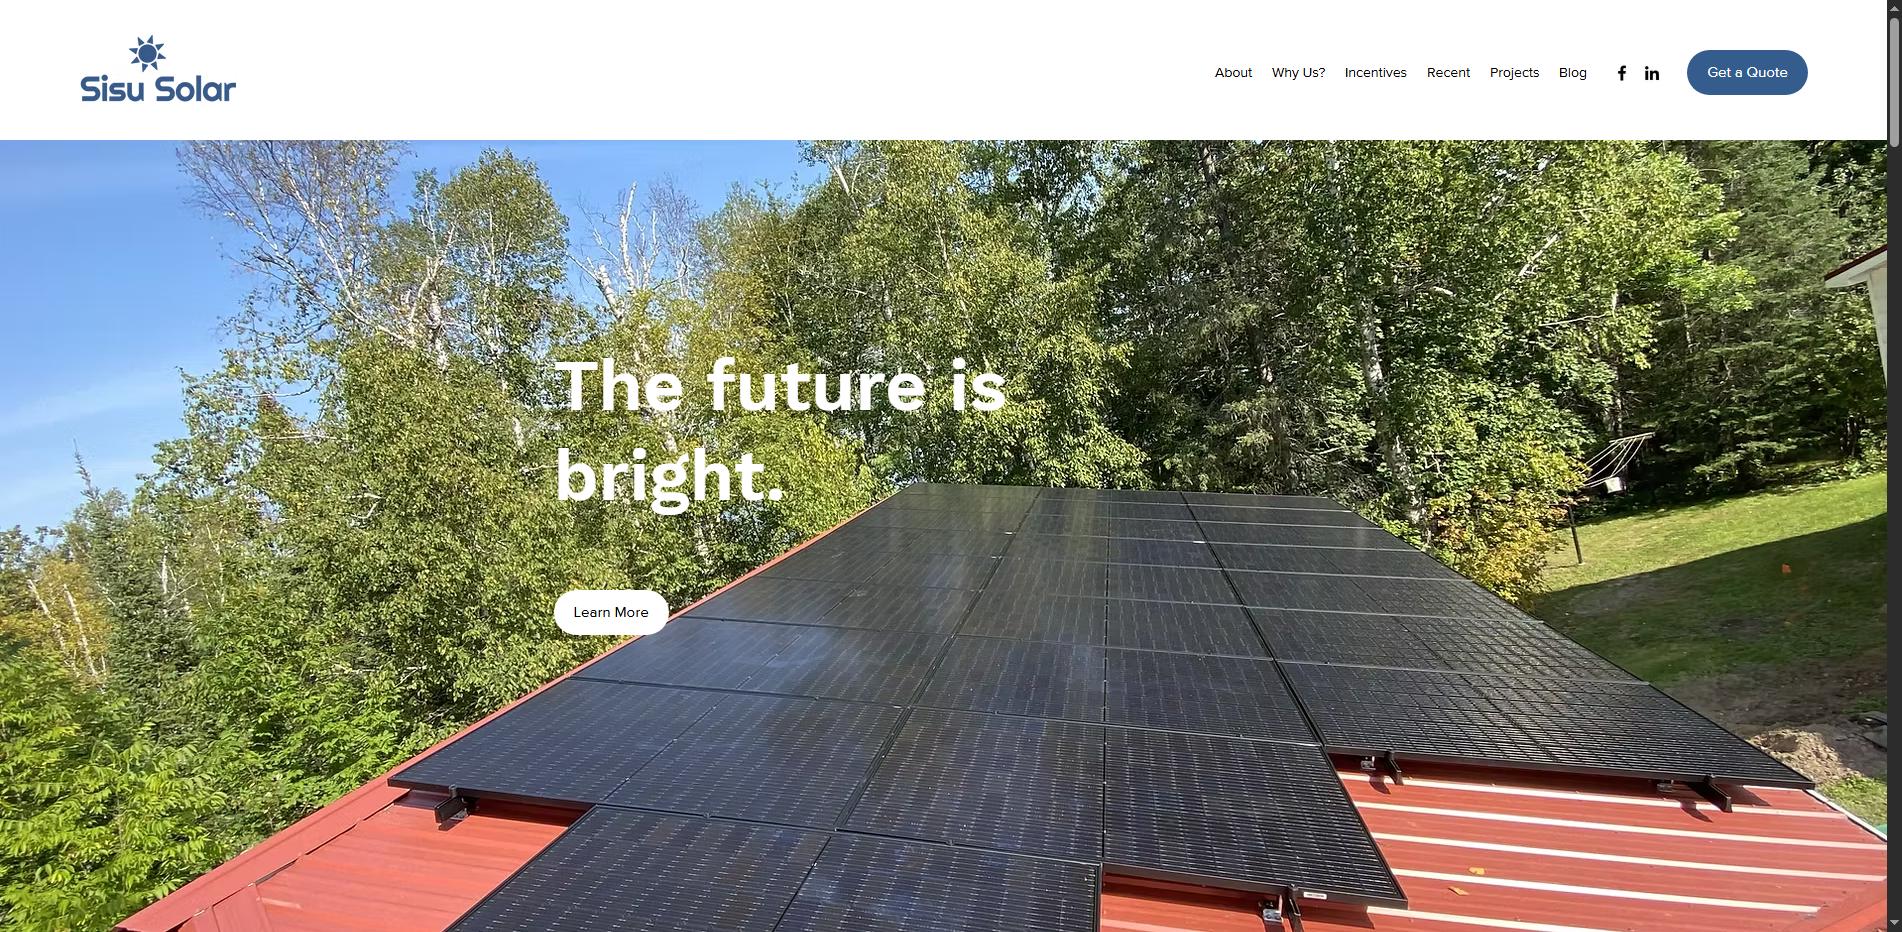 Sisu Solar
About Why Us? Incentives Recent Projects Blog Get a Quote
The future is
bright.
Learn More